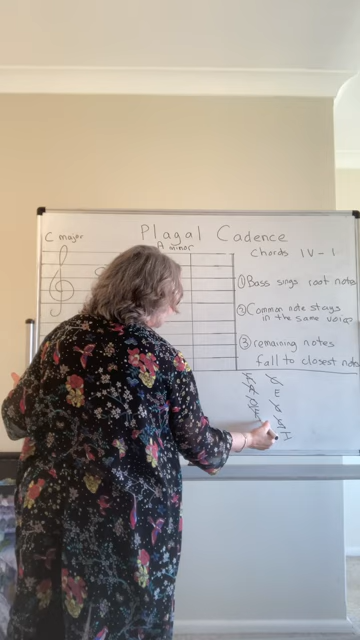 Plagal Cadence
C major
A minor
Chords IV - I
① Bass sings root note
② Common note stays
in the same voice
③ remaining notes
fall to closest note
E
I